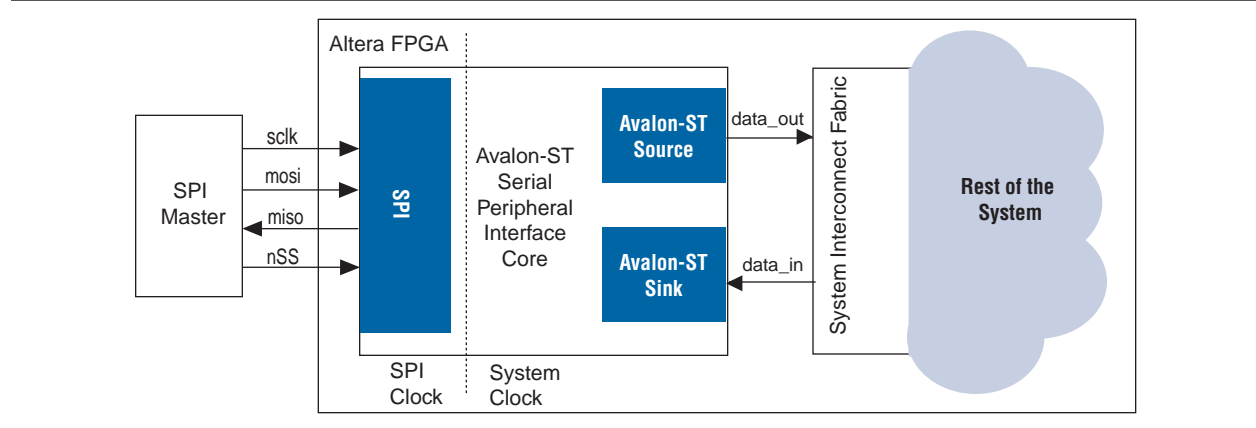 Altera FPGA
SPI
Master
sclk
mosi
miso
nSS
SPI
Avalon-ST
Serial
Peripheral
Interface
Core
Avalon-ST
Source
Avalon-ST
Sink
data_out
data_in
System Interconnect Fabric
Rest of the
System
SPI
Clock
System
Clock